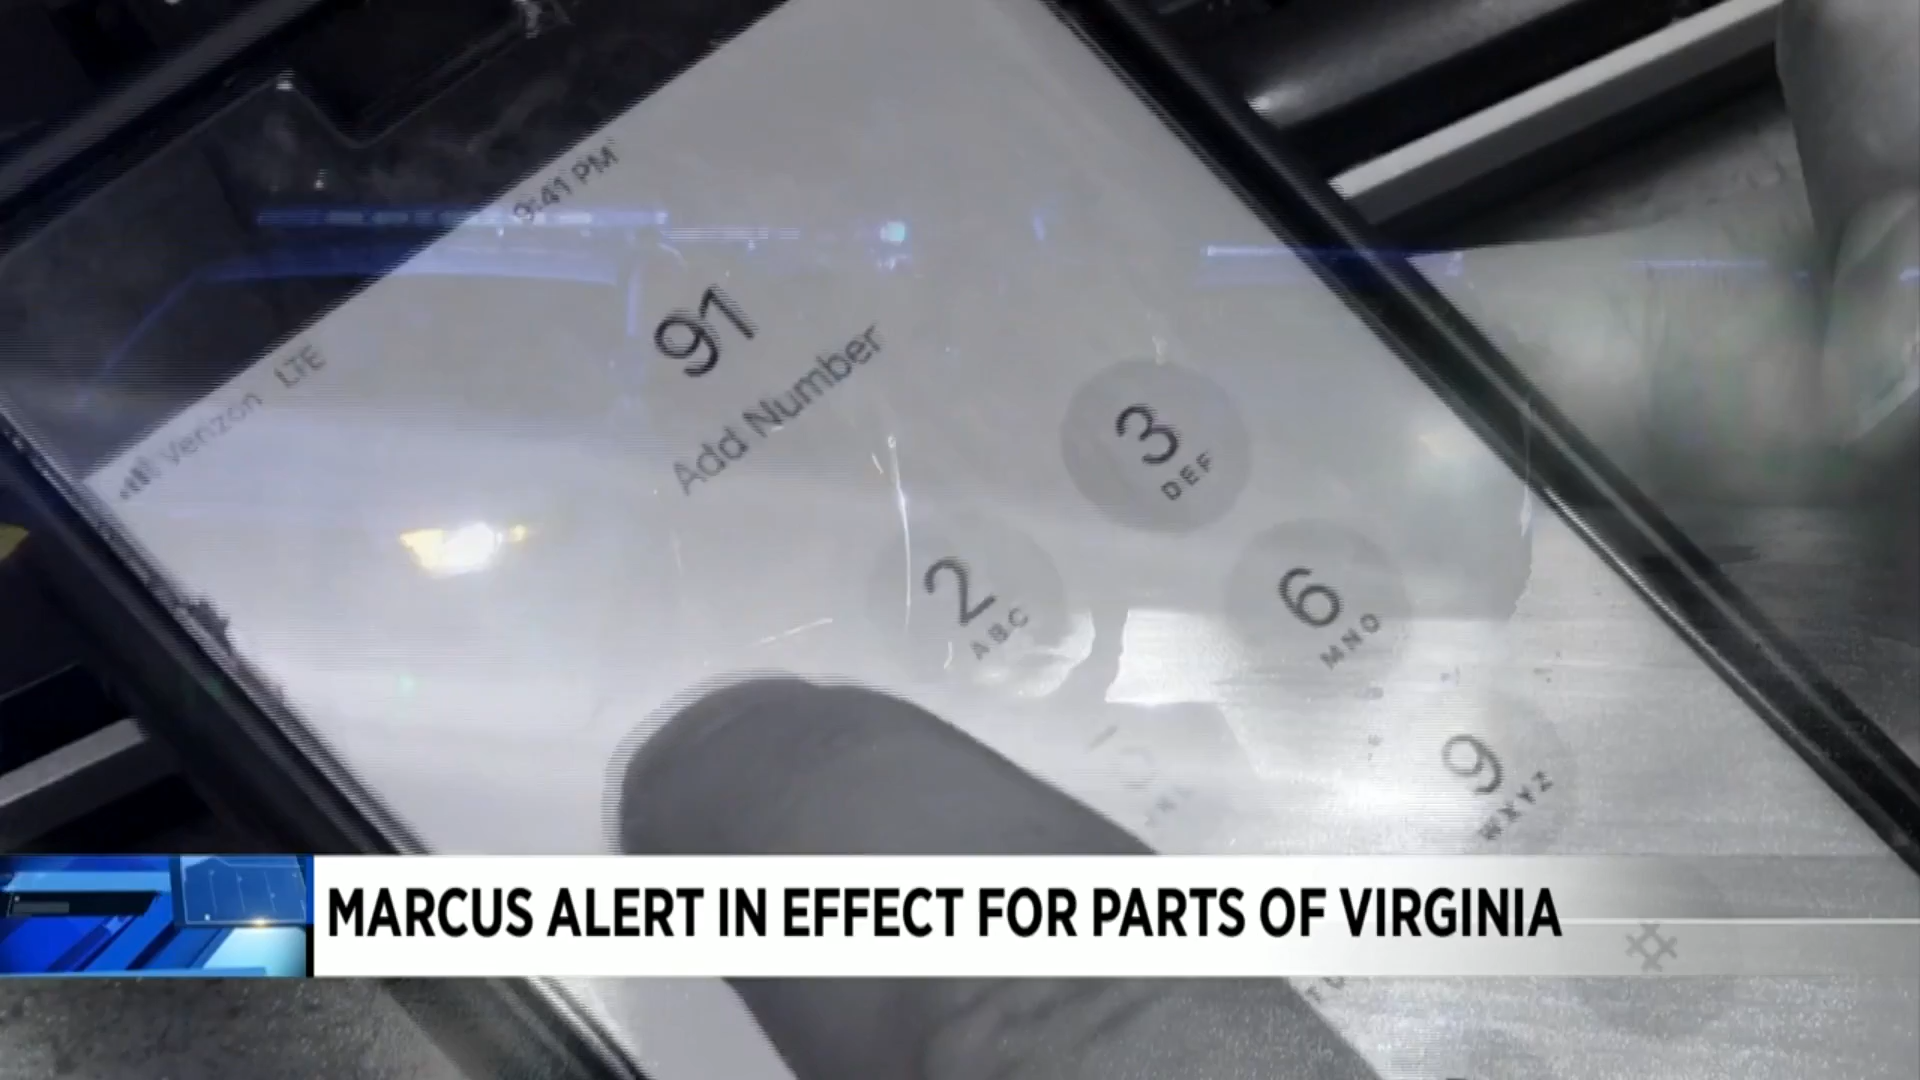 9:41 PM
Verizon LTE
91
Add Number
3
DEF
2
ABC
6
MNO
9
WXYZ
MARCUS ALERT IN EFFECT FOR PARTS OF VIRGINIA
#